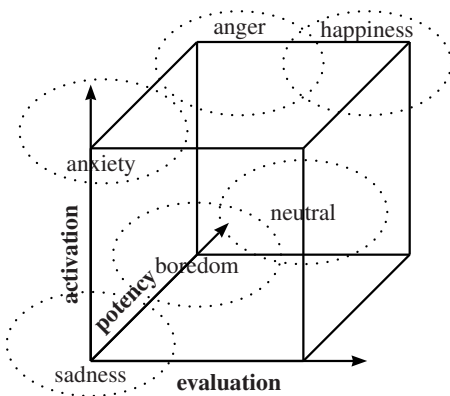 anger
happiness
anxiety
neutral
activation
potency
boredom
sadness
evaluation